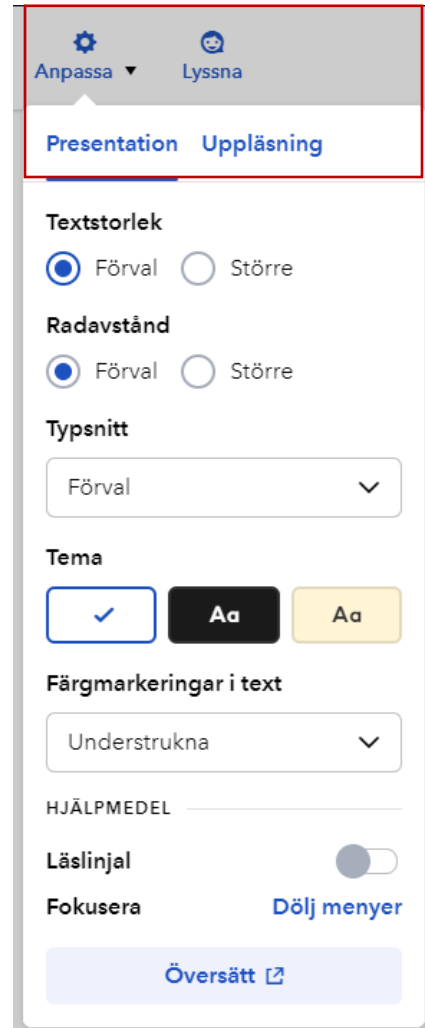 Anpassa ▼ Lyssna
Presentation Uppläsning
Textstorlek
Förval Större
Radavstånd
Förval Större
Typsnitt
Förval
Tema
Aa Aa
Färgmarkeringar i text
Understrukna
HJÄLPMEDEL
Läslinjal
Fokusera Dölj menyer
Översätt